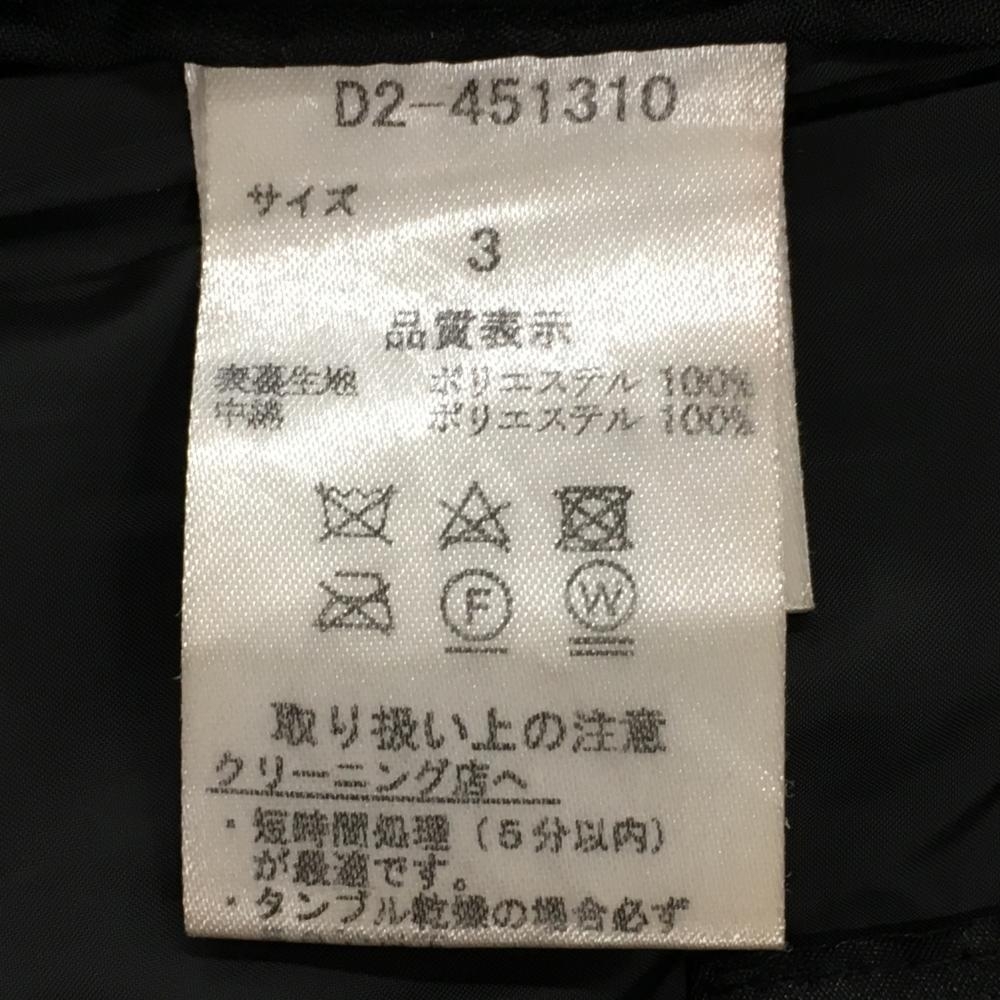 D2-451310
サイズ
3
品質表示
表裏生地 ポリエステル 100%
中綿 ポリエステル 100%
F W
取り扱い上の注意
クリーニング店へ
・短時間処理（5分以内）
が最適です。
・タンブル乾燥の場合必ず